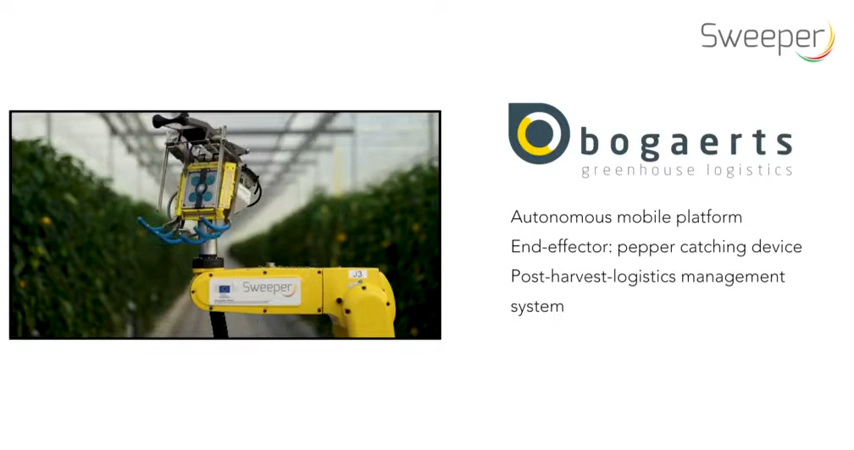 Sweeper
bogaerts
greenhouse logistics
Autonomous mobile platform
End-effector: pepper catching device
Post-harvest-logistics management
system
Sweeper
J3